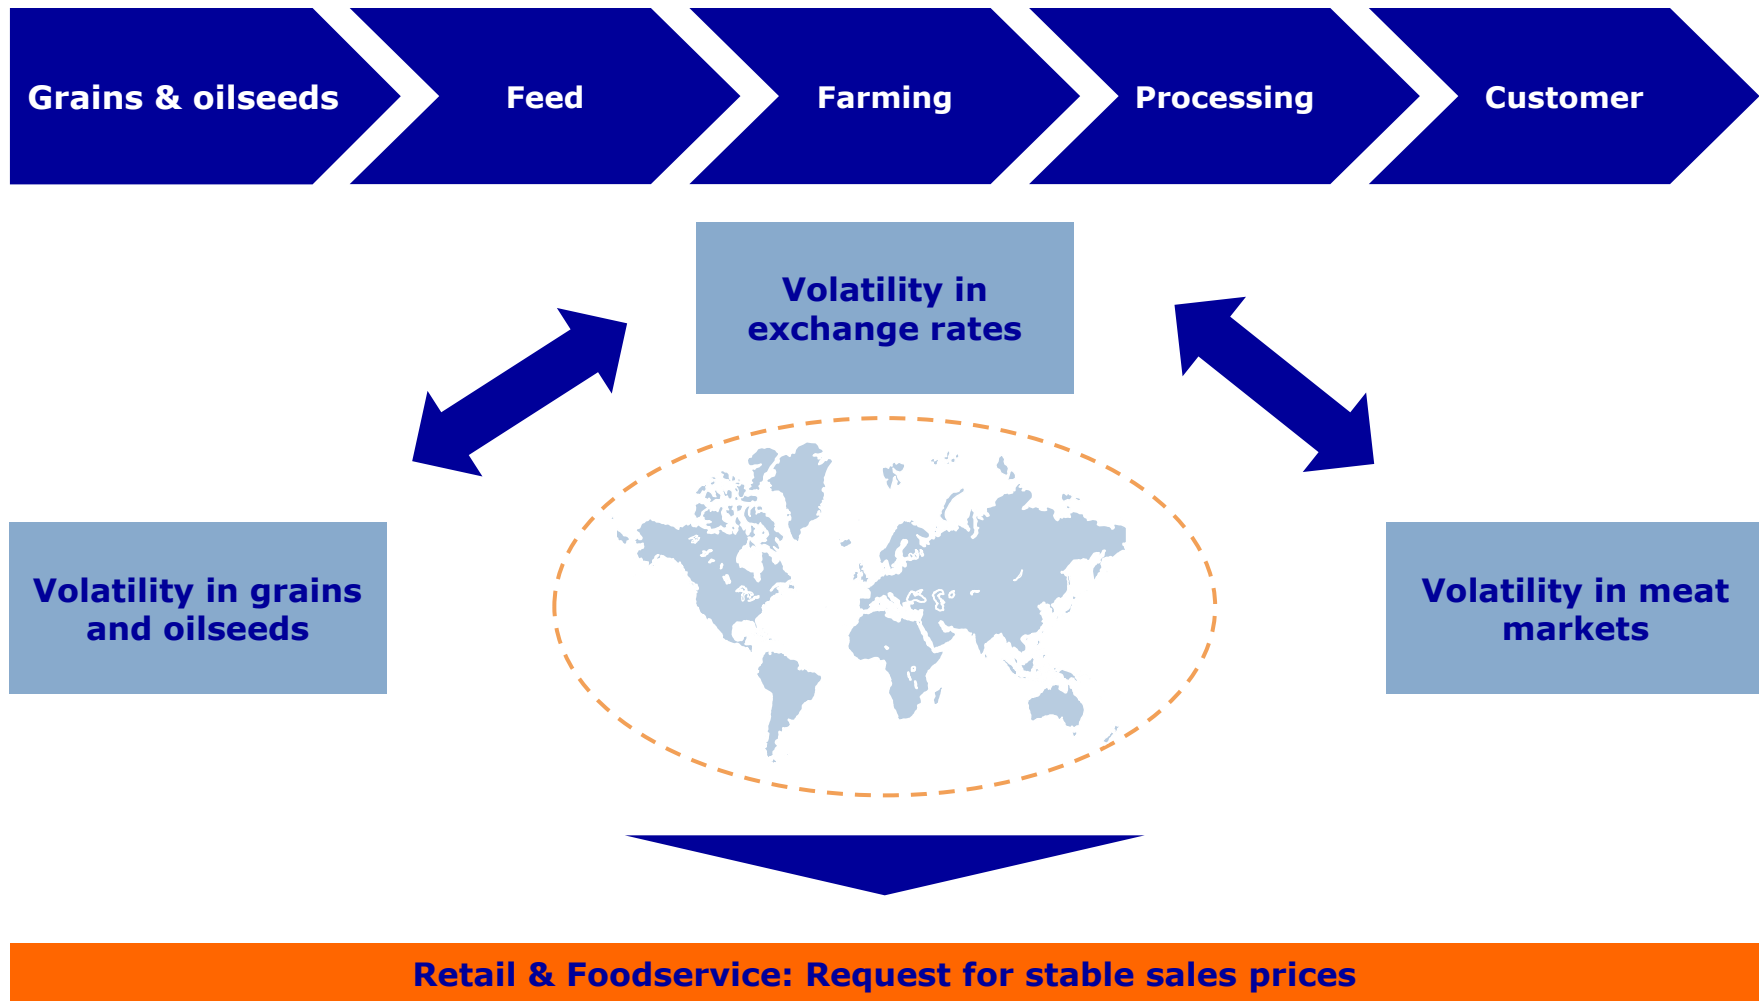 Grains & oilseeds
Feed
Farming
Processing
Customer
Volatility in
exchange rates
Volatility in grains
and oilseeds
Volatility in meat
markets
Retail & Foodservice: Request for stable sales prices